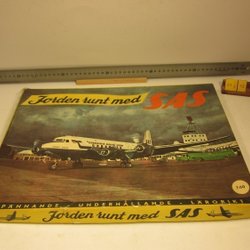 Jorden runt med SAS
SPÄNNANDE - UNDERHÅLLANDE - LÄRORIKT
Jorden runt med SAS